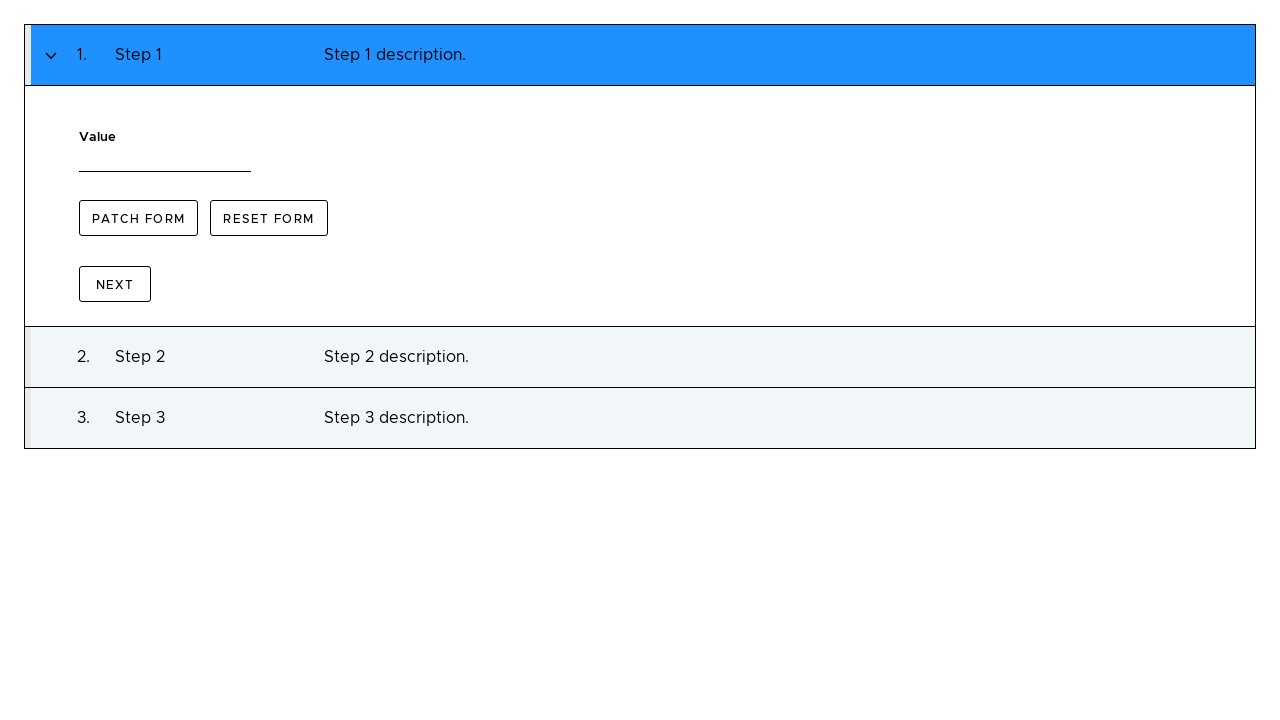 1. Step 1 Step 1 description.
Value
PATCH FORM RESET FORM
NEXT
2. Step 2 Step 2 description.
3. Step 3 Step 3 description.